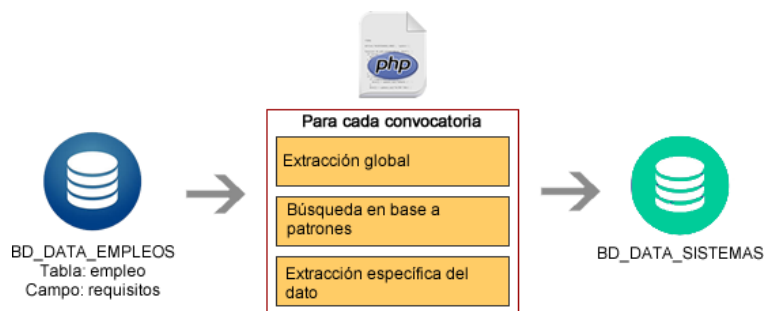 php
Para cada convocatoria
Extracción global
Búsqueda en base a
patrones
Extracción específica del
dato
BD_DATA_EMPLEOS
Tabla: empleo
Campo: requisitos
BD_DATA_SISTEMAS